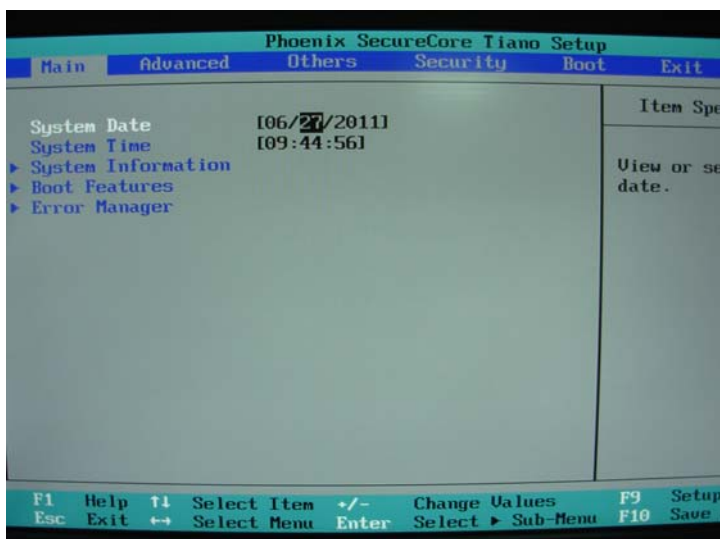 Phoenix SecureCore Tiano Setup
Main Advanced Others Security Boot Exit
Item Spe
System Date [06/27/2011]
System Time [09:44:56]
▶ System Information
▶ Boot Features
▶ Error Manager
View or se
date.
F1 Help ↑↓ Select Item +/- Change Values F9 Setup
Esc Exit ↔ Select Menu Enter Select ▶ Sub-Menu F10 Save